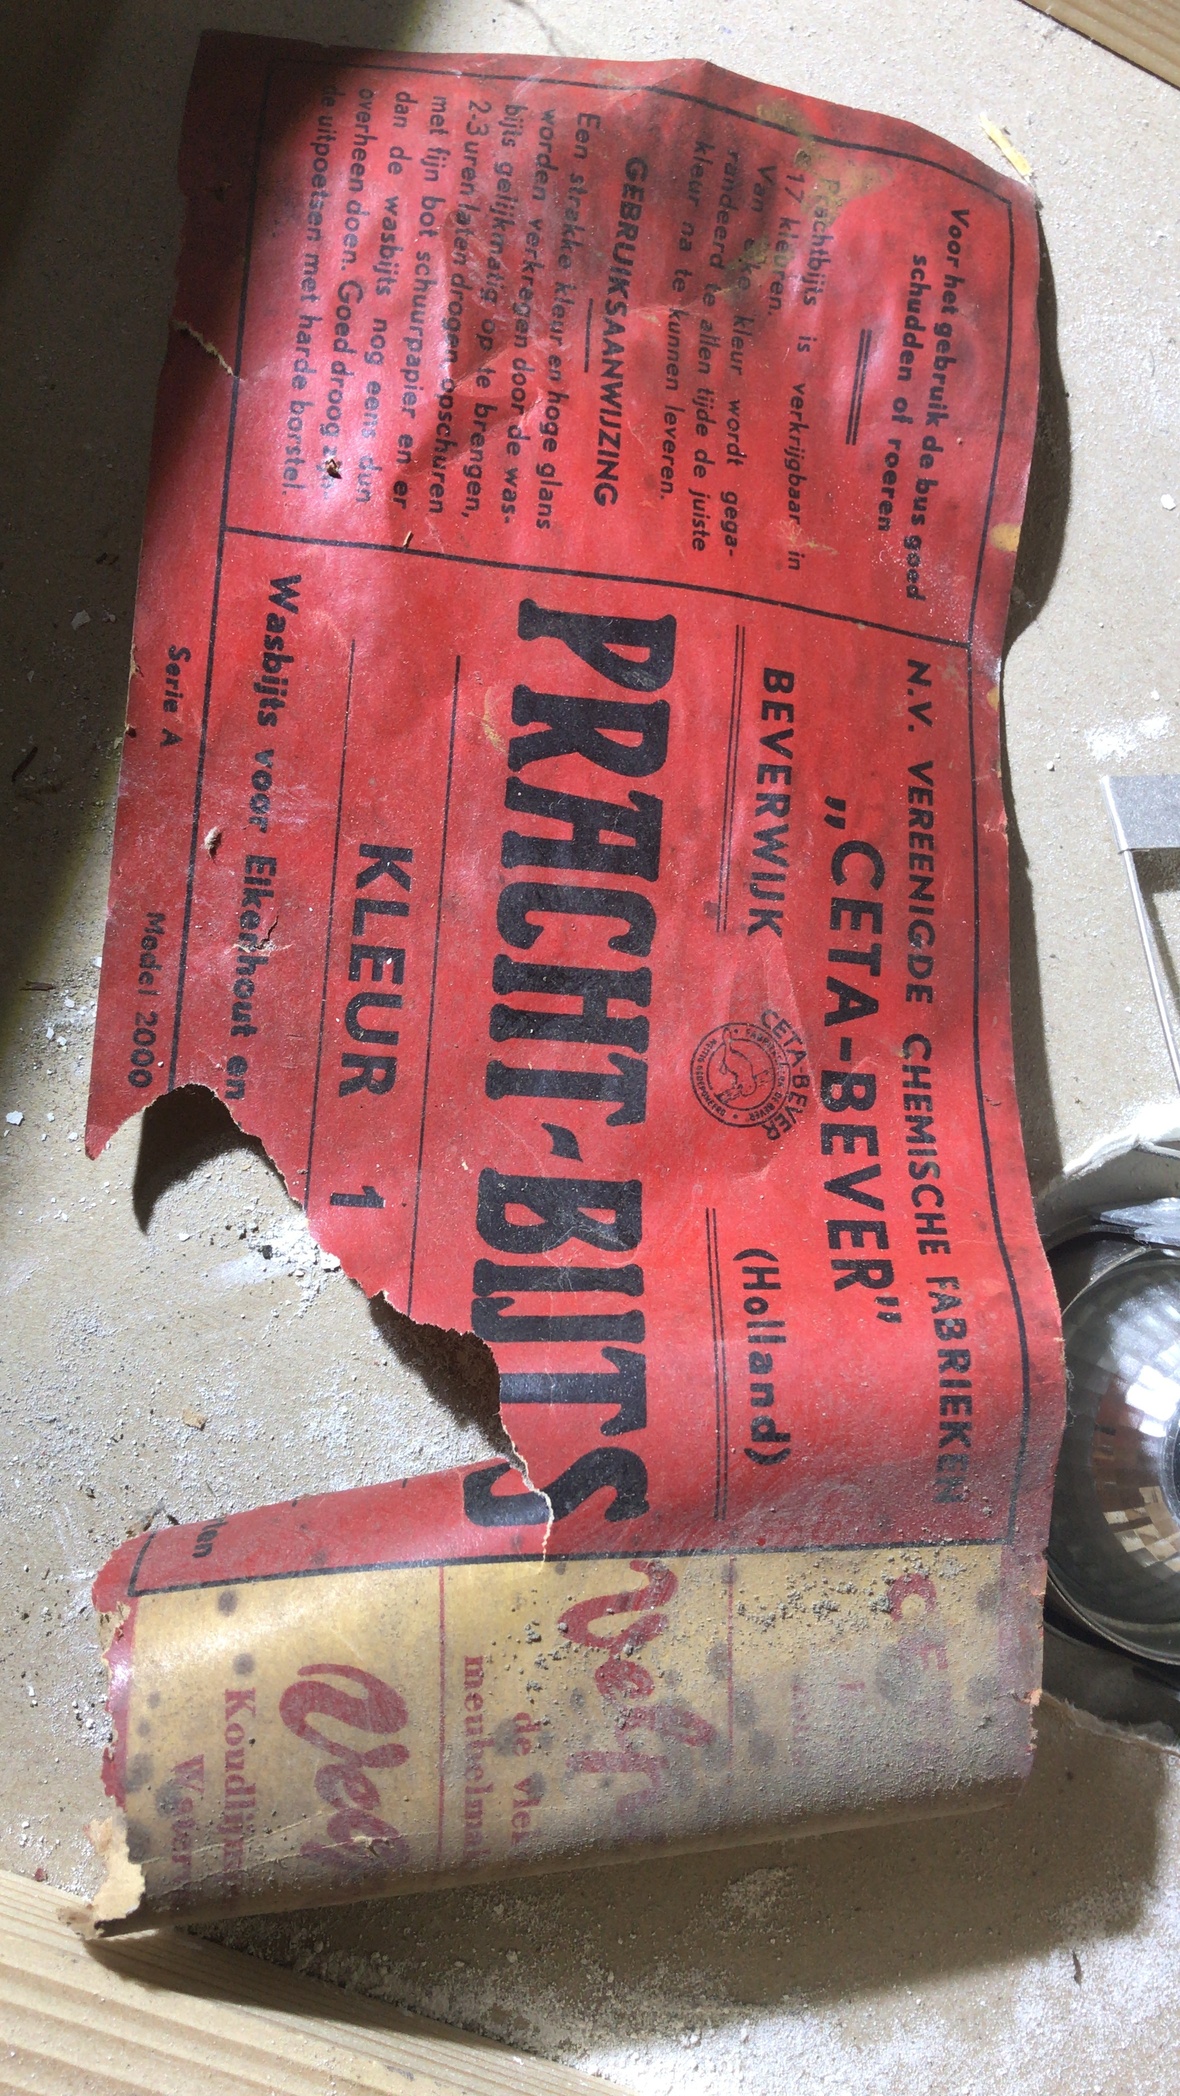 Voor het gebruik de bus goed
schudden of roeren
Prachtbijts is verkrijgbaar in
17 kleuren.
Van elke kleur wordt gega-
randeerd te allen tijde de juiste
kleur na te kunnen leveren.
GEBRUIKSAANWIJZING
Een strakke kleur en hoge glans
worden verkregen door de was-
bijts gelijkmatig op te brengen,
2-3 uren laten drogen, opschuren
met fijn bot schuurpapier en er
dan de wasbijts nog eens dun
overheen doen. Goed droog zijn
de uitpoetsen met harde borstel.
N.V. VEREENIGDE CHEMISCHE FABRIEKEN
„CETA-BEVER”
BEVERWIJK
(Holland)
CETA-BEVER
PRACHT-BIJTS
KLEUR 1
Wasbijts voor Eikenhout en
Serie A
Model 2000
de